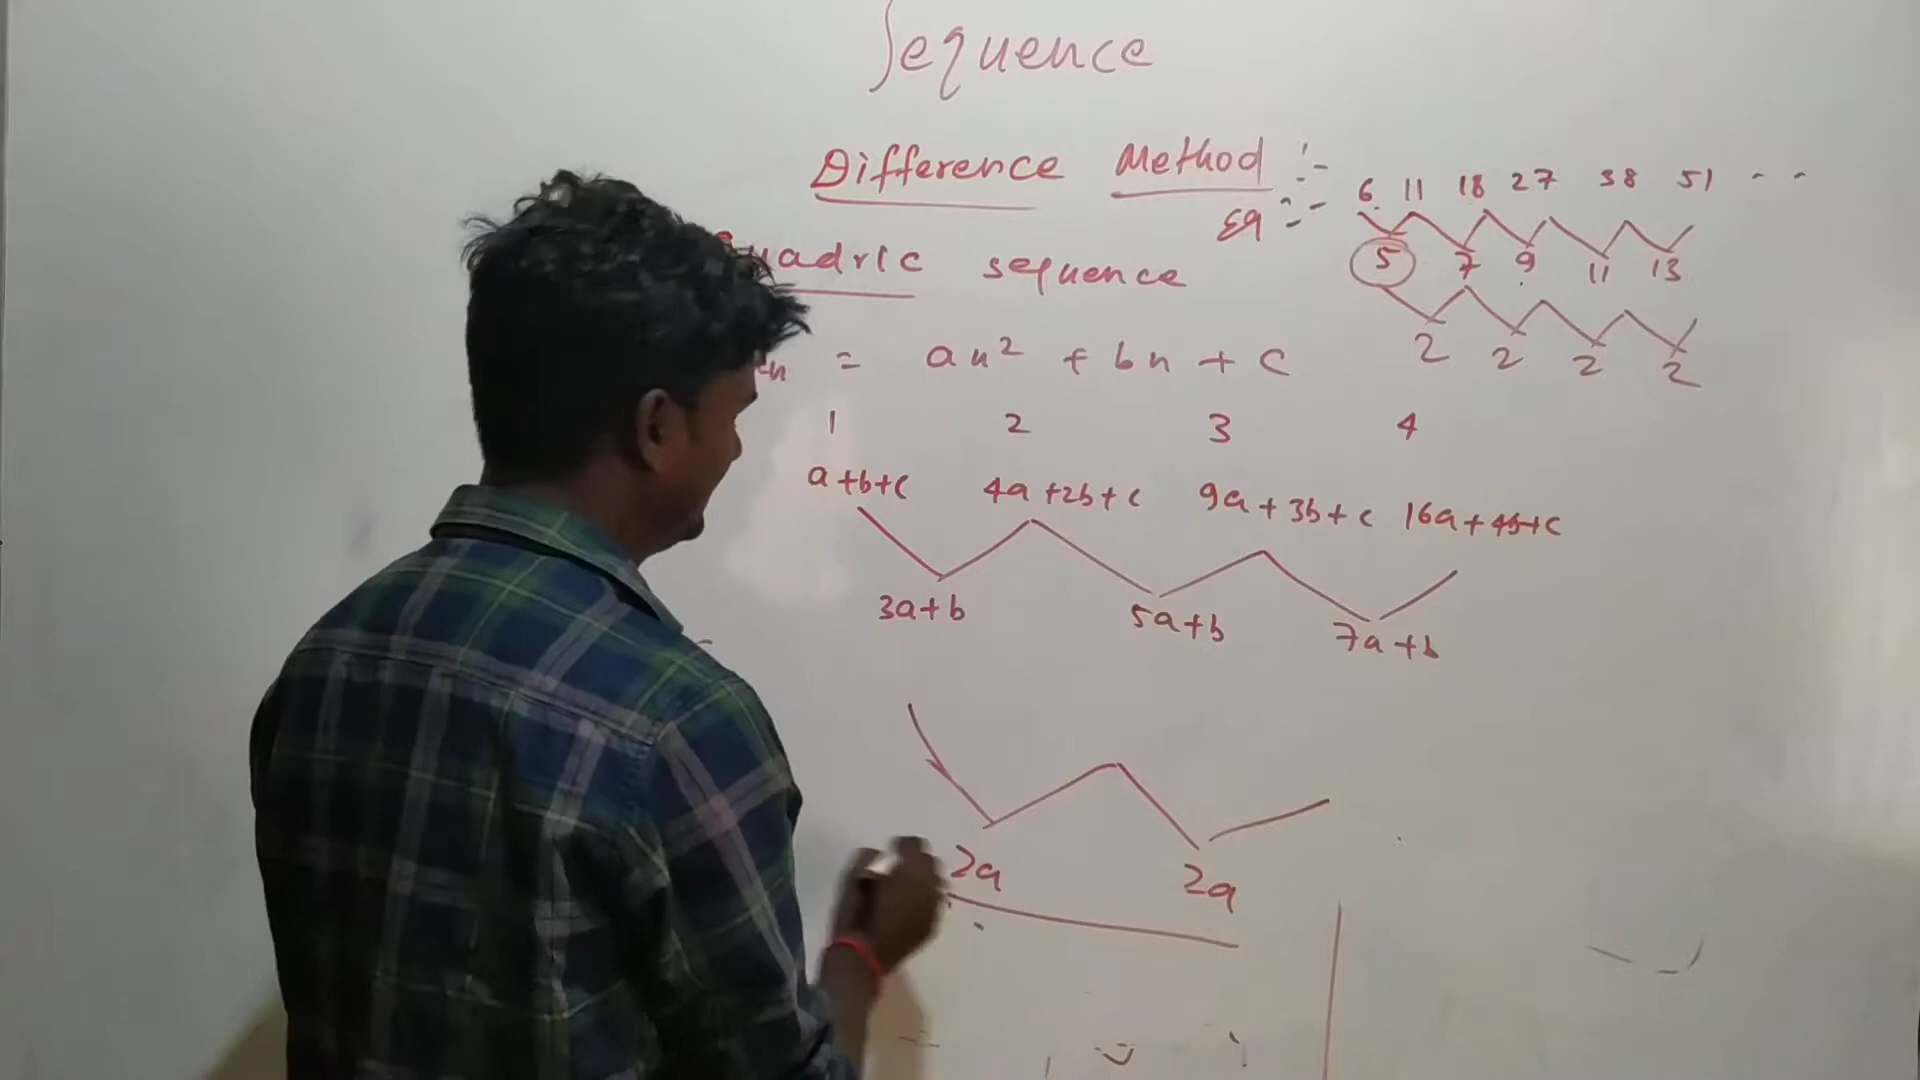 Sequence
Difference Method :-
Eg :- 6 11 18 27 38 51 - -
5 7 9 11 13
2 2 2 2
Quadric sequence
= an² + bn + c
1 2 3 4
a+b+c 4a+2b+c 9a+3b+c 16a+4b+c
3a+b 5a+b 7a+b
2a 2a